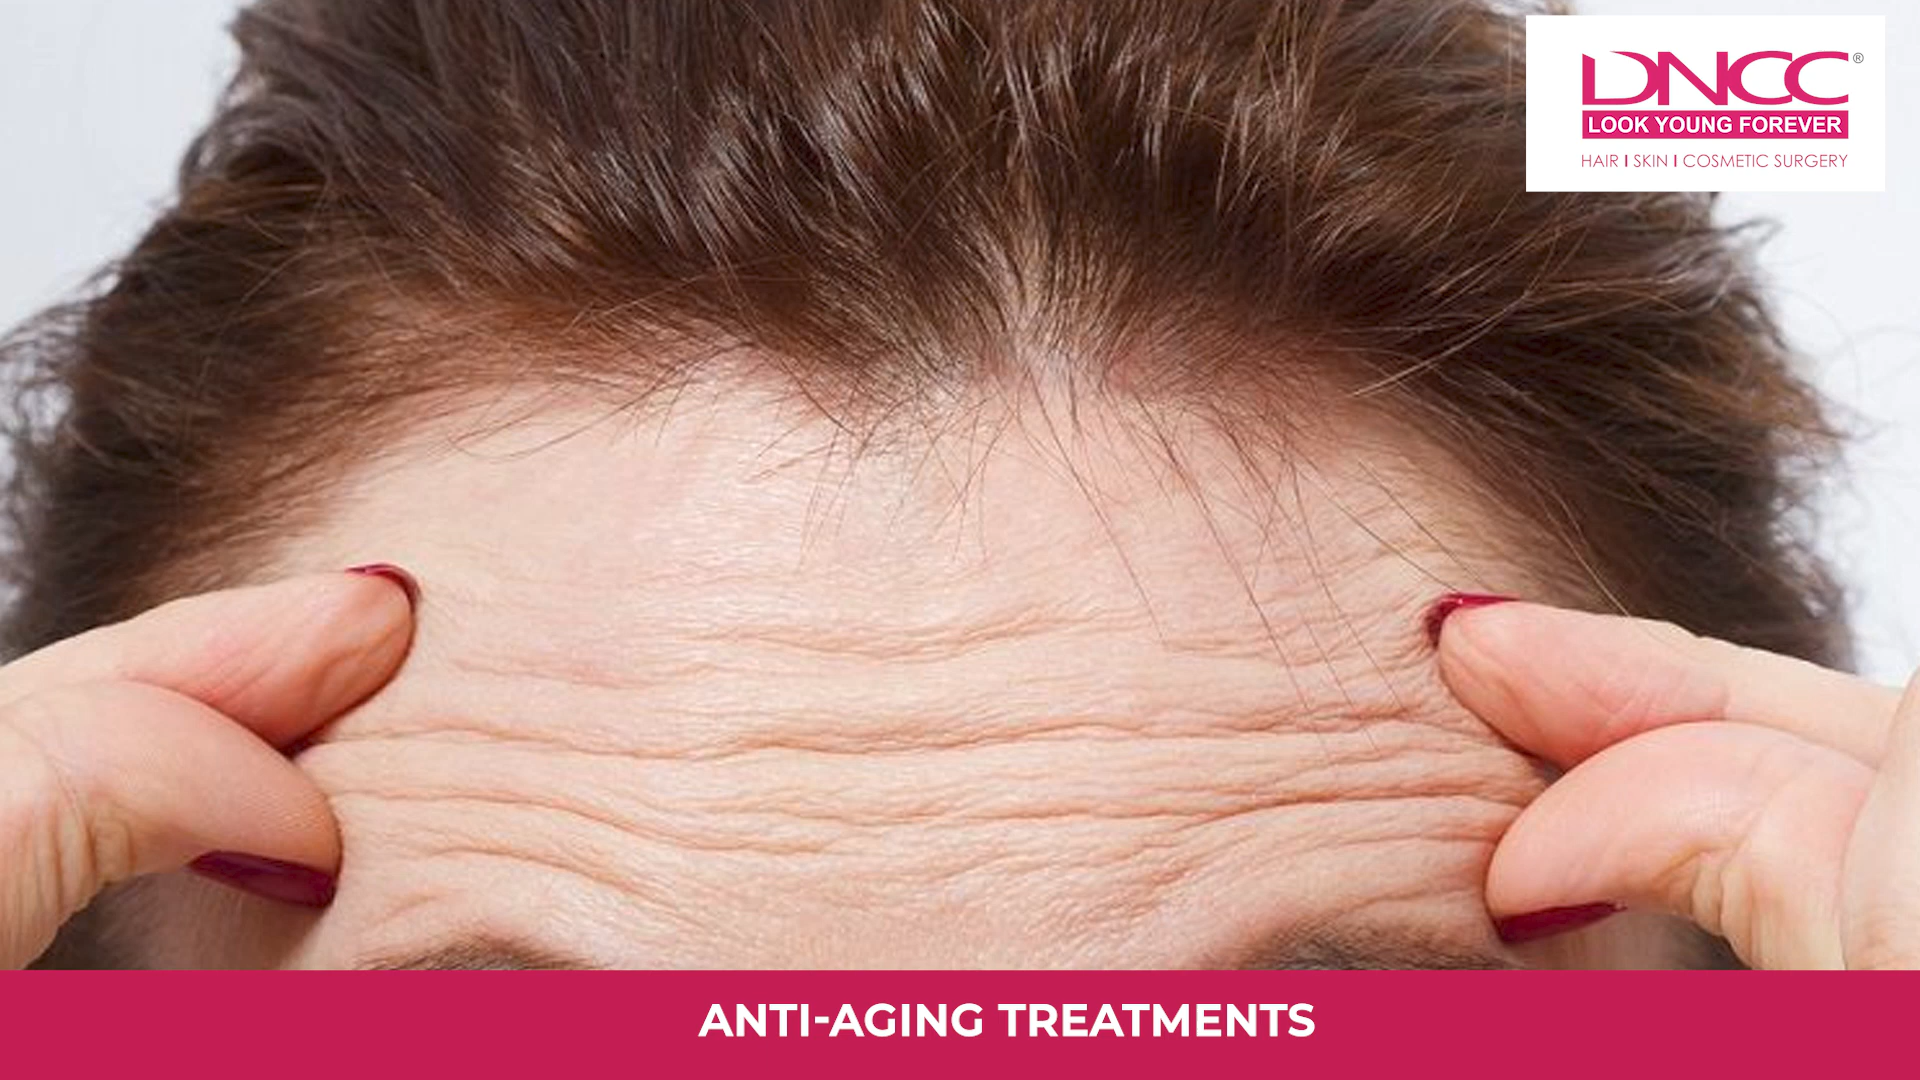 DNCC®
LOOK YOUNG FOREVER
HAIR I SKIN I COSMETIC SURGERY
ANTI-AGING TREATMENTS